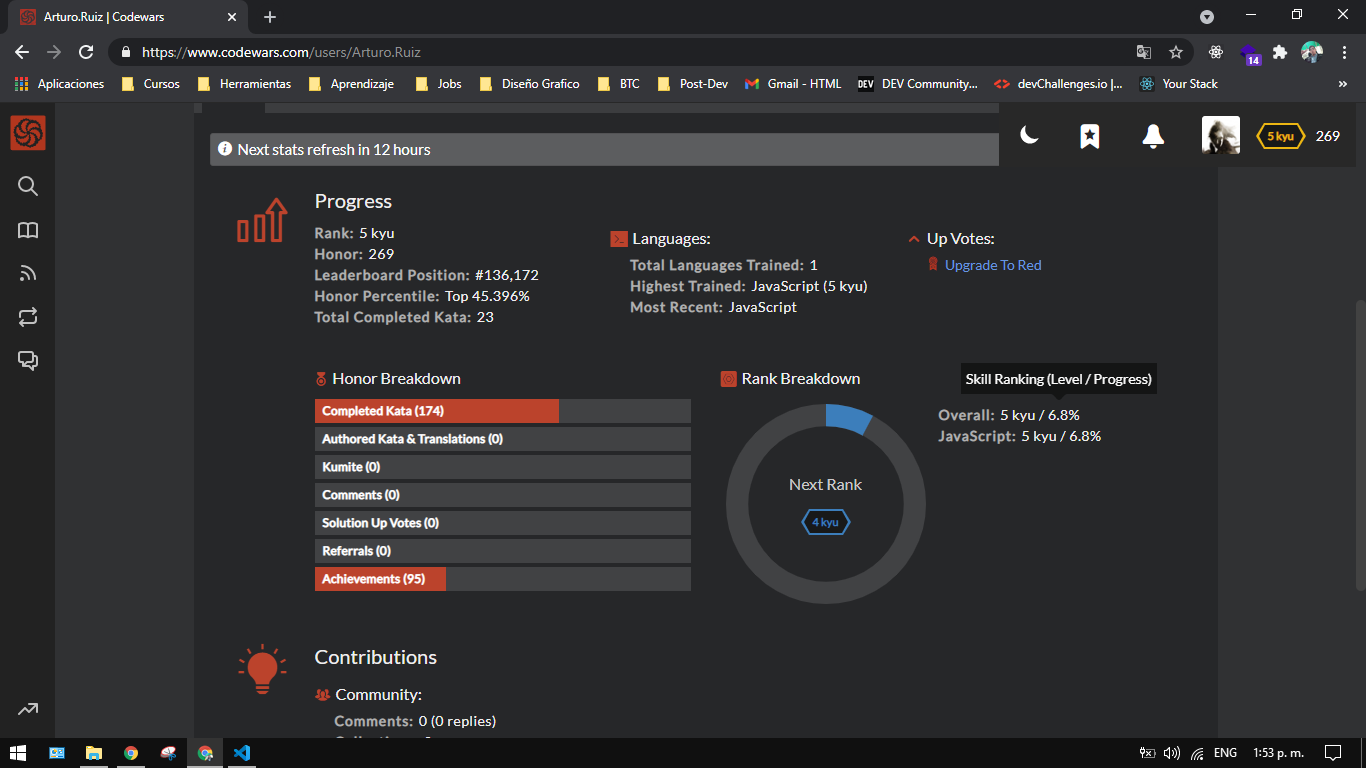 Arturo.Ruiz | Codewars
https://www.codewars.com/users/Arturo.Ruiz
14
Aplicaciones Cursos Herramientas Aprendizaje Jobs Diseño Grafico BTC Post-Dev Gmail - HTML DEV DEV Community... devChallenges.io |... Your Stack »
Next stats refresh in 12 hours
5 kyu 269
Progress
Rank: 5 kyu
Honor: 269
Leaderboard Position: #136,172
Honor Percentile: Top 45.396%
Total Completed Kata: 23
Languages:
Total Languages Trained: 1
Highest Trained: JavaScript (5 kyu)
Most Recent: JavaScript
Up Votes:
Upgrade To Red
Honor Breakdown
Completed Kata (174)
Authored Kata & Translations (0)
Kumite (0)
Comments (0)
Solution Up Votes (0)
Referrals (0)
Achievements (95)
Rank Breakdown
Next Rank
4 kyu
Skill Ranking (Level / Progress)
Overall: 5 kyu / 6.8%
JavaScript: 5 kyu / 6.8%
Contributions
Community:
Comments: 0 (0 replies)
ENG 1:53 p. m.